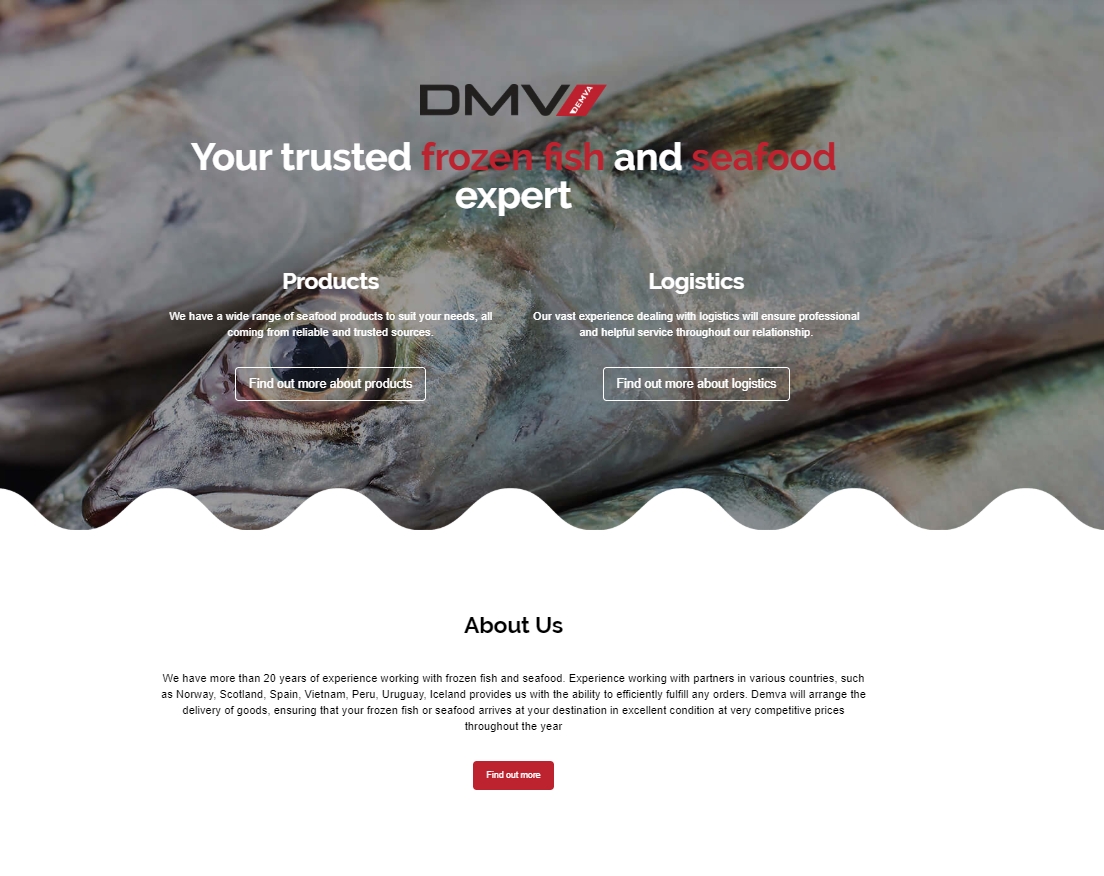 DMV DEMVA
Your trusted frozen fish and seafood
expert
Products
We have a wide range of seafood products to suit your needs, all
coming from reliable and trusted sources.
Find out more about products
Logistics
Our vast experience dealing with logistics will ensure professional
and helpful service throughout our relationship.
Find out more about logistics
About Us
We have more than 20 years of experience working with frozen fish and seafood. Experience working with partners in various countries, such
as Norway, Scotland, Spain, Vietnam, Peru, Uruguay, Iceland provides us with the ability to efficiently fulfill any orders. Demva will arrange the
delivery of goods, ensuring that your frozen fish or seafood arrives at your destination in excellent condition at very competitive prices
throughout the year
Find out more